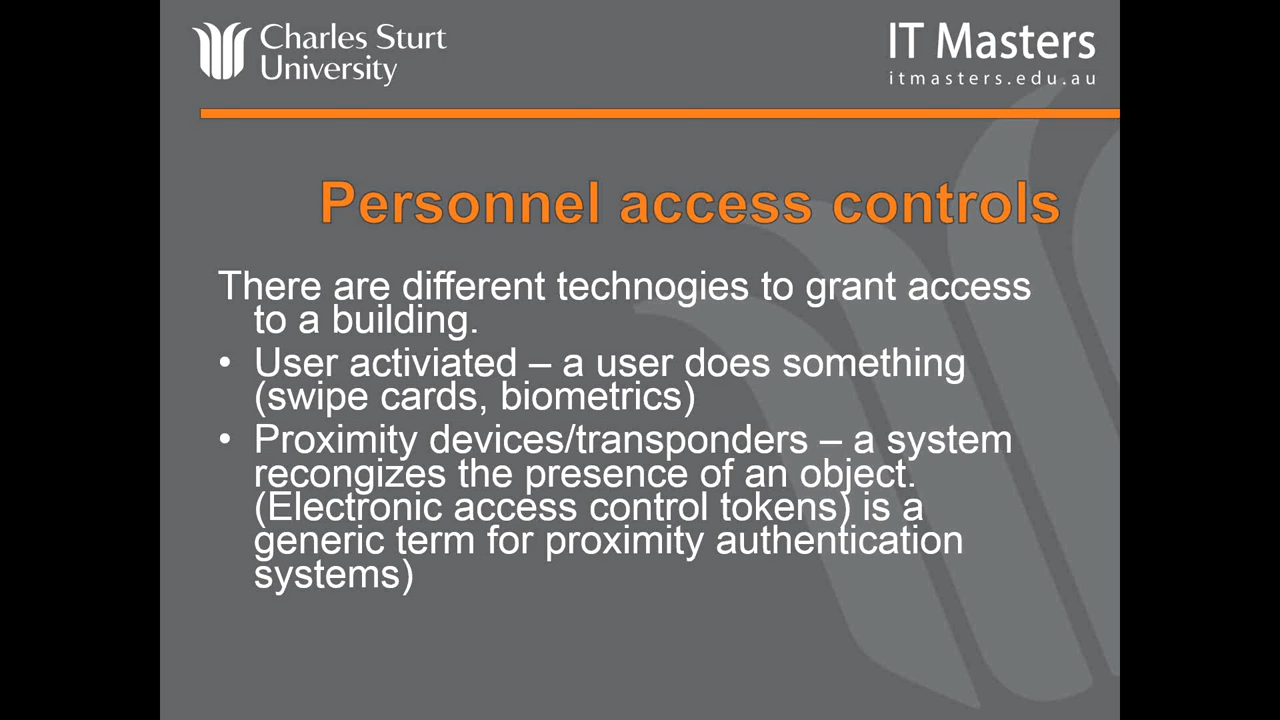 Charles Sturt
University
IT Masters
itmasters.edu.au
Personnel access controls
There are different technogies to grant access
to a building.
• User activiated – a user does something
(swipe cards, biometrics)
• Proximity devices/transponders – a system
recongizes the presence of an object.
(Electronic access control tokens) is a
generic term for proximity authentication
systems)